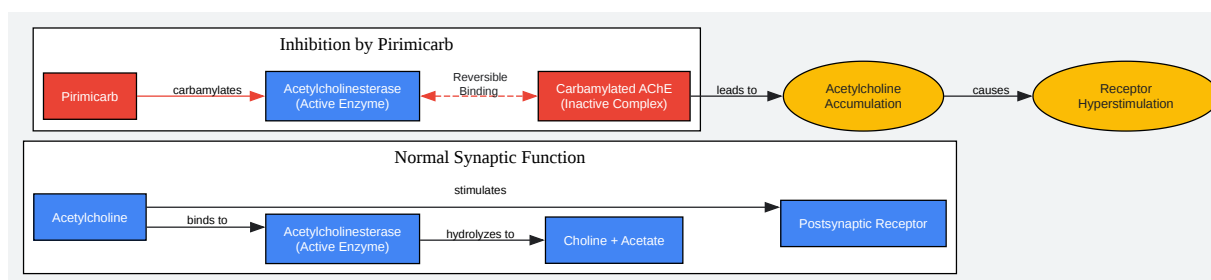 Inhibition by Pirimicarb
Pirimicarb
carbamylates
Acetylcholinesterase
(Active Enzyme)
Reversible
Binding
Carbamylated AChE
(Inactive Complex)
leads to
Acetylcholine
Accumulation
causes
Receptor
Hyperstimulation
Normal Synaptic Function
Acetylcholine
stimulates
binds to
Acetylcholinesterase
(Active Enzyme)
hydrolyzes to
Choline + Acetate
Postsynaptic Receptor